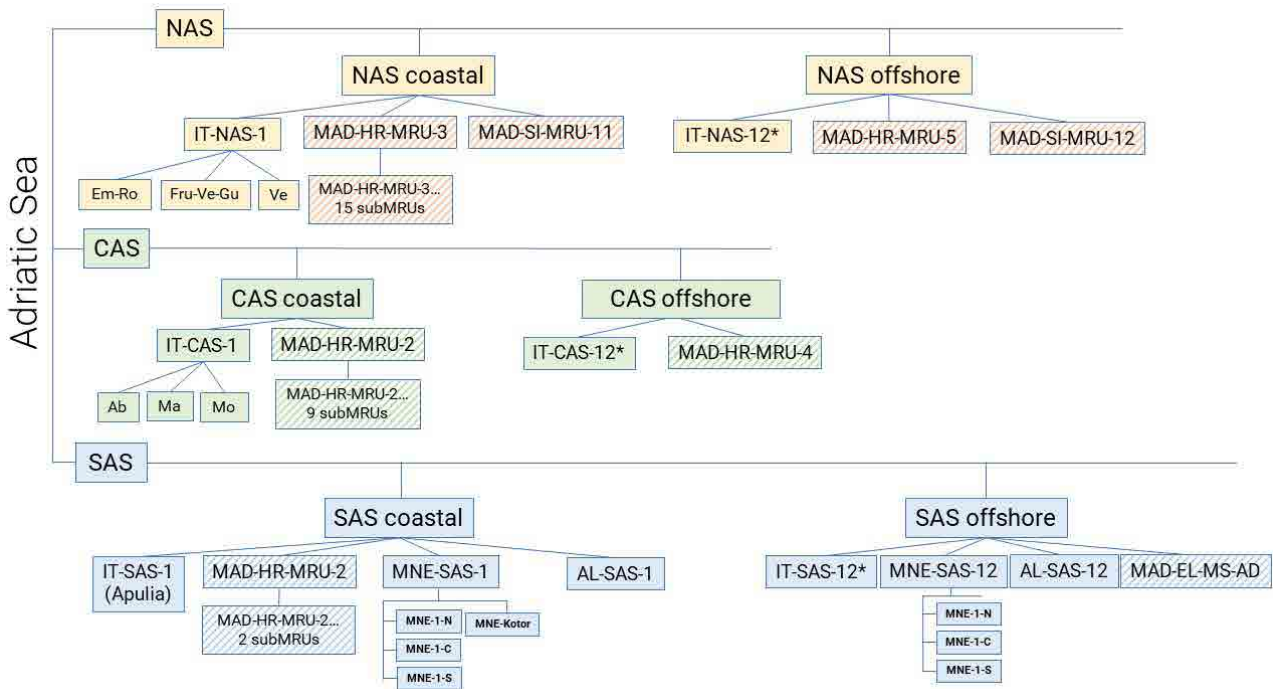 Adriatic Sea
NAS
NAS coastal
NAS offshore
IT-NAS-1
MAD-HR-MRU-3
MAD-SI-MRU-11
IT-NAS-12*
MAD-HR-MRU-5
MAD-SI-MRU-12
Em-Ro
Fru-Ve-Gu
Ve
MAD-HR-MRU-3...
15 subMRUs
CAS
CAS coastal
CAS offshore
IT-CAS-1
MAD-HR-MRU-2
IT-CAS-12*
MAD-HR-MRU-4
Ab
Ma
Mo
MAD-HR-MRU-2...
9 subMRUs
SAS
SAS coastal
SAS offshore
IT-SAS-1
(Apulia)
MAD-HR-MRU-2
MNE-SAS-1
AL-SAS-1
IT-SAS-12*
MNE-SAS-12
AL-SAS-12
MAD-EL-MS-AD
MAD-HR-MRU-2...
2 subMRUs
MNE-1-N
MNE-Kotor
MNE-1-C
MNE-1-S
MNE-1-N
MNE-1-C
MNE-1-S